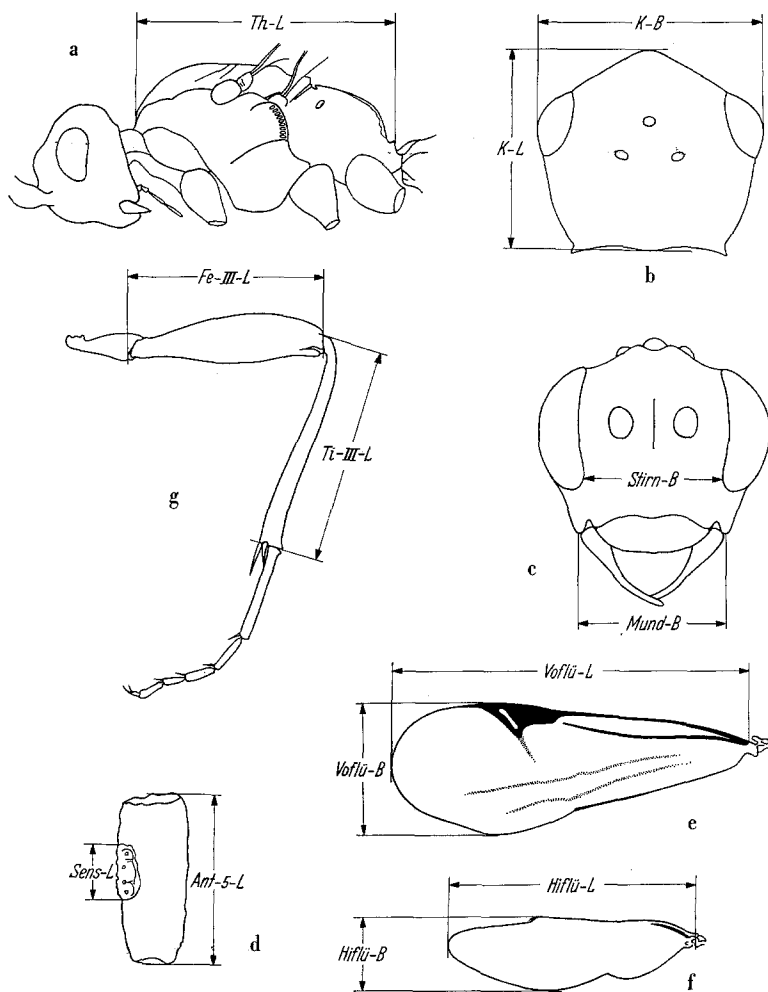 a
Th-L
K-B
K-L
b
Fe-III-L
Ti-III-L
g
Stirn-B
c
Mund-B
Voflü-L
Voflü-B
e
Sens-L
Ant-5-L
d
Hiflü-L
Hiflü-B
f